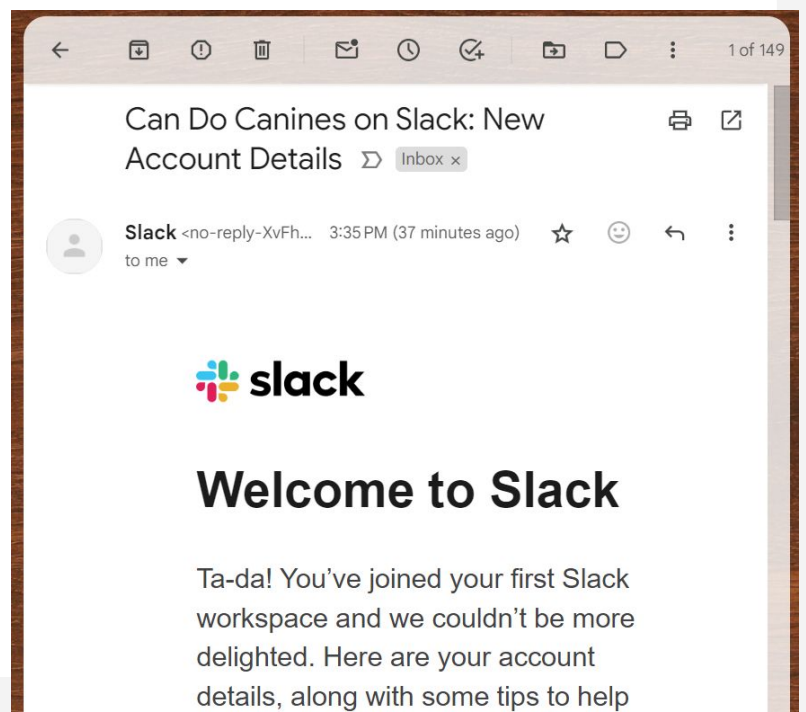 1 of 149
Can Do Canines on Slack: New
Account Details Inbox ×
Slack <no-reply-XvFh... 3:35 PM (37 minutes ago)
to me
slack
Welcome to Slack
Ta-da! You’ve joined your first Slack
workspace and we couldn’t be more
delighted. Here are your account
details, along with some tips to help